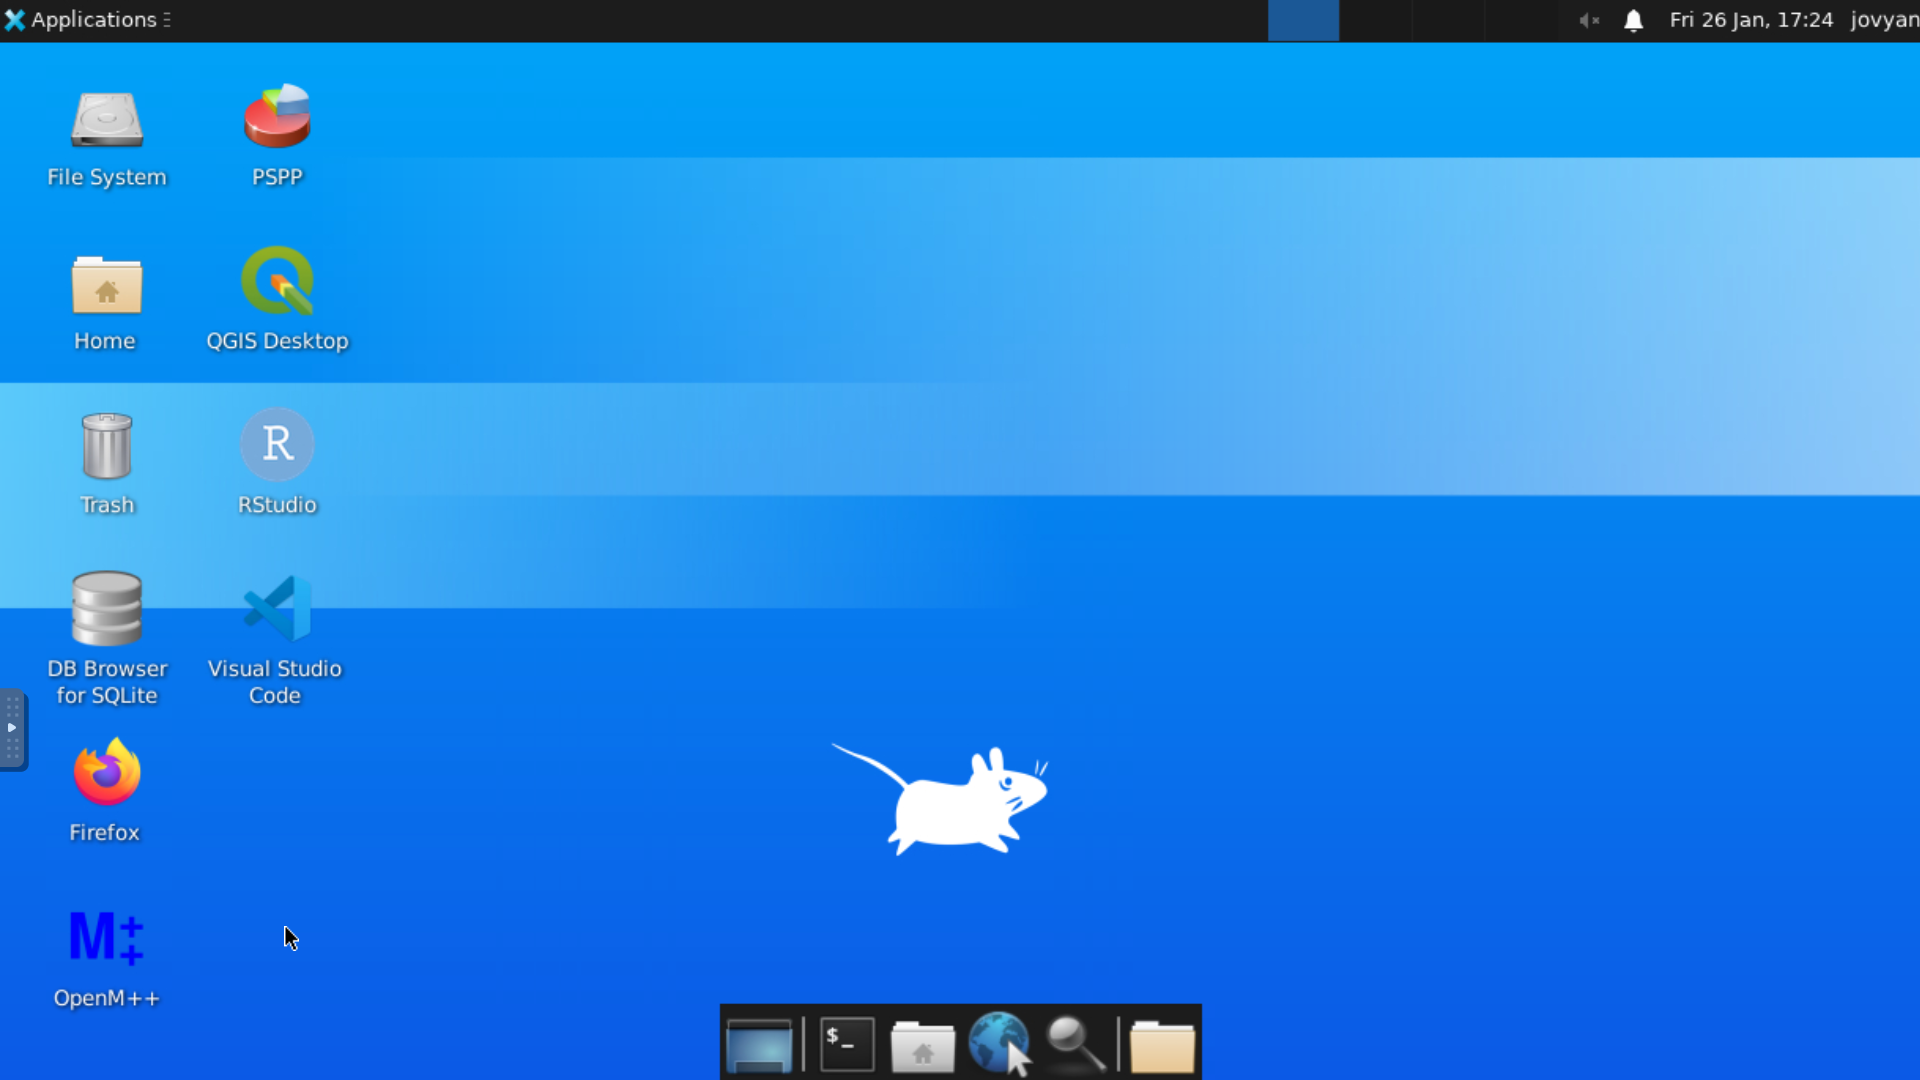 Applications
Fri 26 Jan, 17:24 jovyan
File System
PSPP
Home
QGIS Desktop
Trash
R
RStudio
DB Browser
for SQLite
Visual Studio
Code
Firefox
M++
OpenM++
$_